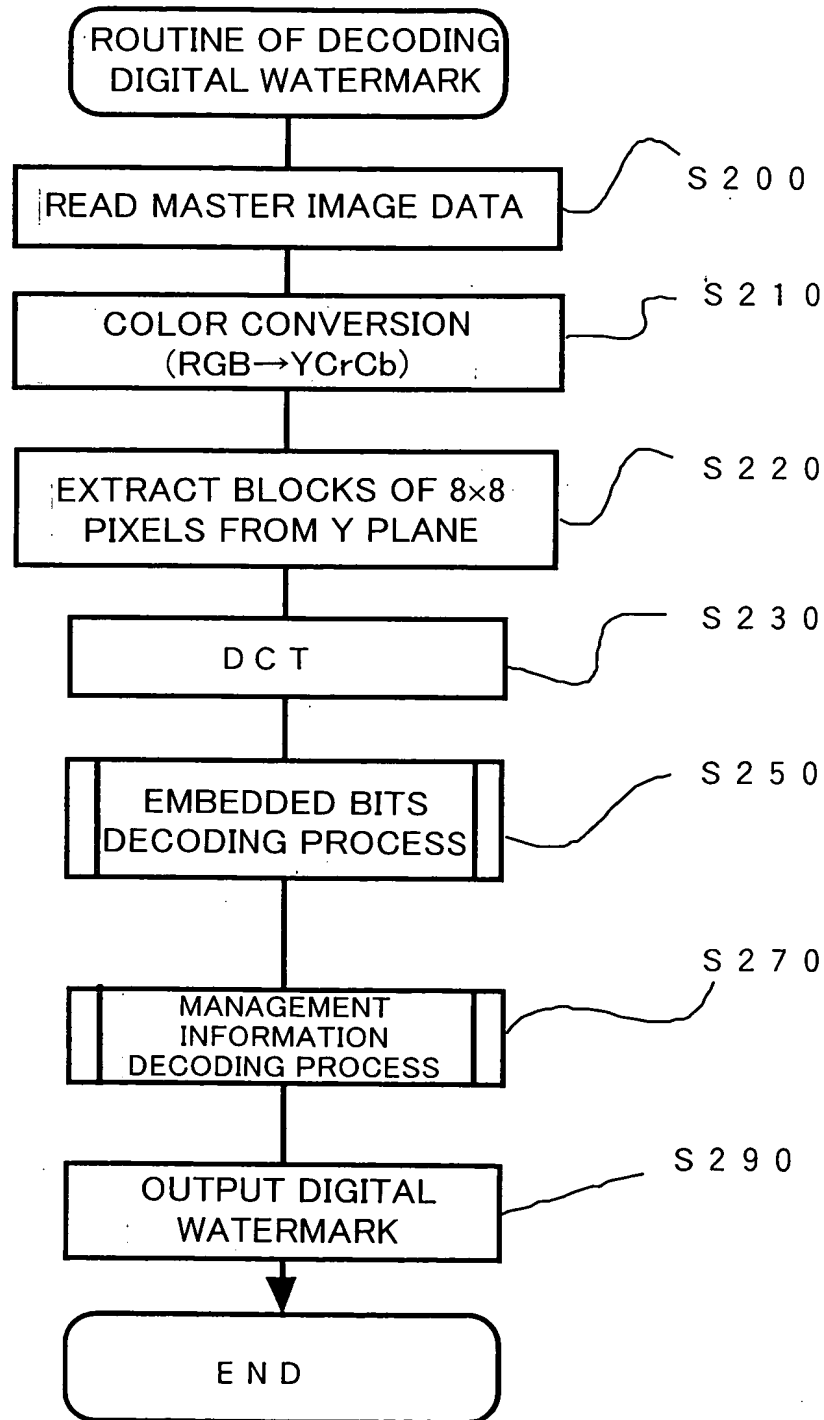 ROUTINE OF DECODING
DIGITAL WATERMARK
READ MASTER IMAGE DATA
S200
COLOR CONVERSION
(RGB→YCrCb)
S210
EXTRACT BLOCKS OF 8×8
PIXELS FROM Y PLANE
S220
DCT
S230
EMBEDDED BITS
DECODING PROCESS
S250
MANAGEMENT
INFORMATION
DECODING PROCESS
S270
OUTPUT DIGITAL
WATERMARK
S290
END